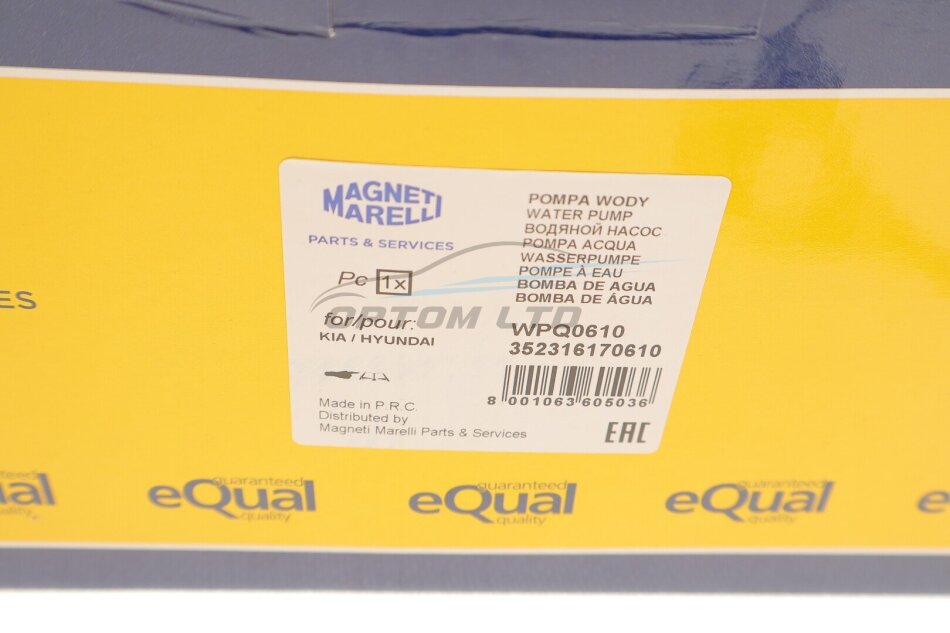 MAGNETI
MARELLI
PARTS & SERVICES
Pc 1x
for/pour:
KIA / HYUNDAI
Made in P.R.C.
Distributed by
Magneti Marelli Parts & Services
POMPA WODY
WATER PUMP
ВОДЯНОЙ НАСОС
POMPA ACQUA
WASSERPUMPE
POMPE À EAU
BOMBA DE AGUA
BOMBA DE ÁGUA
WPQ0610
352316170610
8 001063 605036
EAC
OPTOM LTD
ES
guaranteed
eQual
quality
guaranteed
eQual
quality
guaranteed
eQual
quality